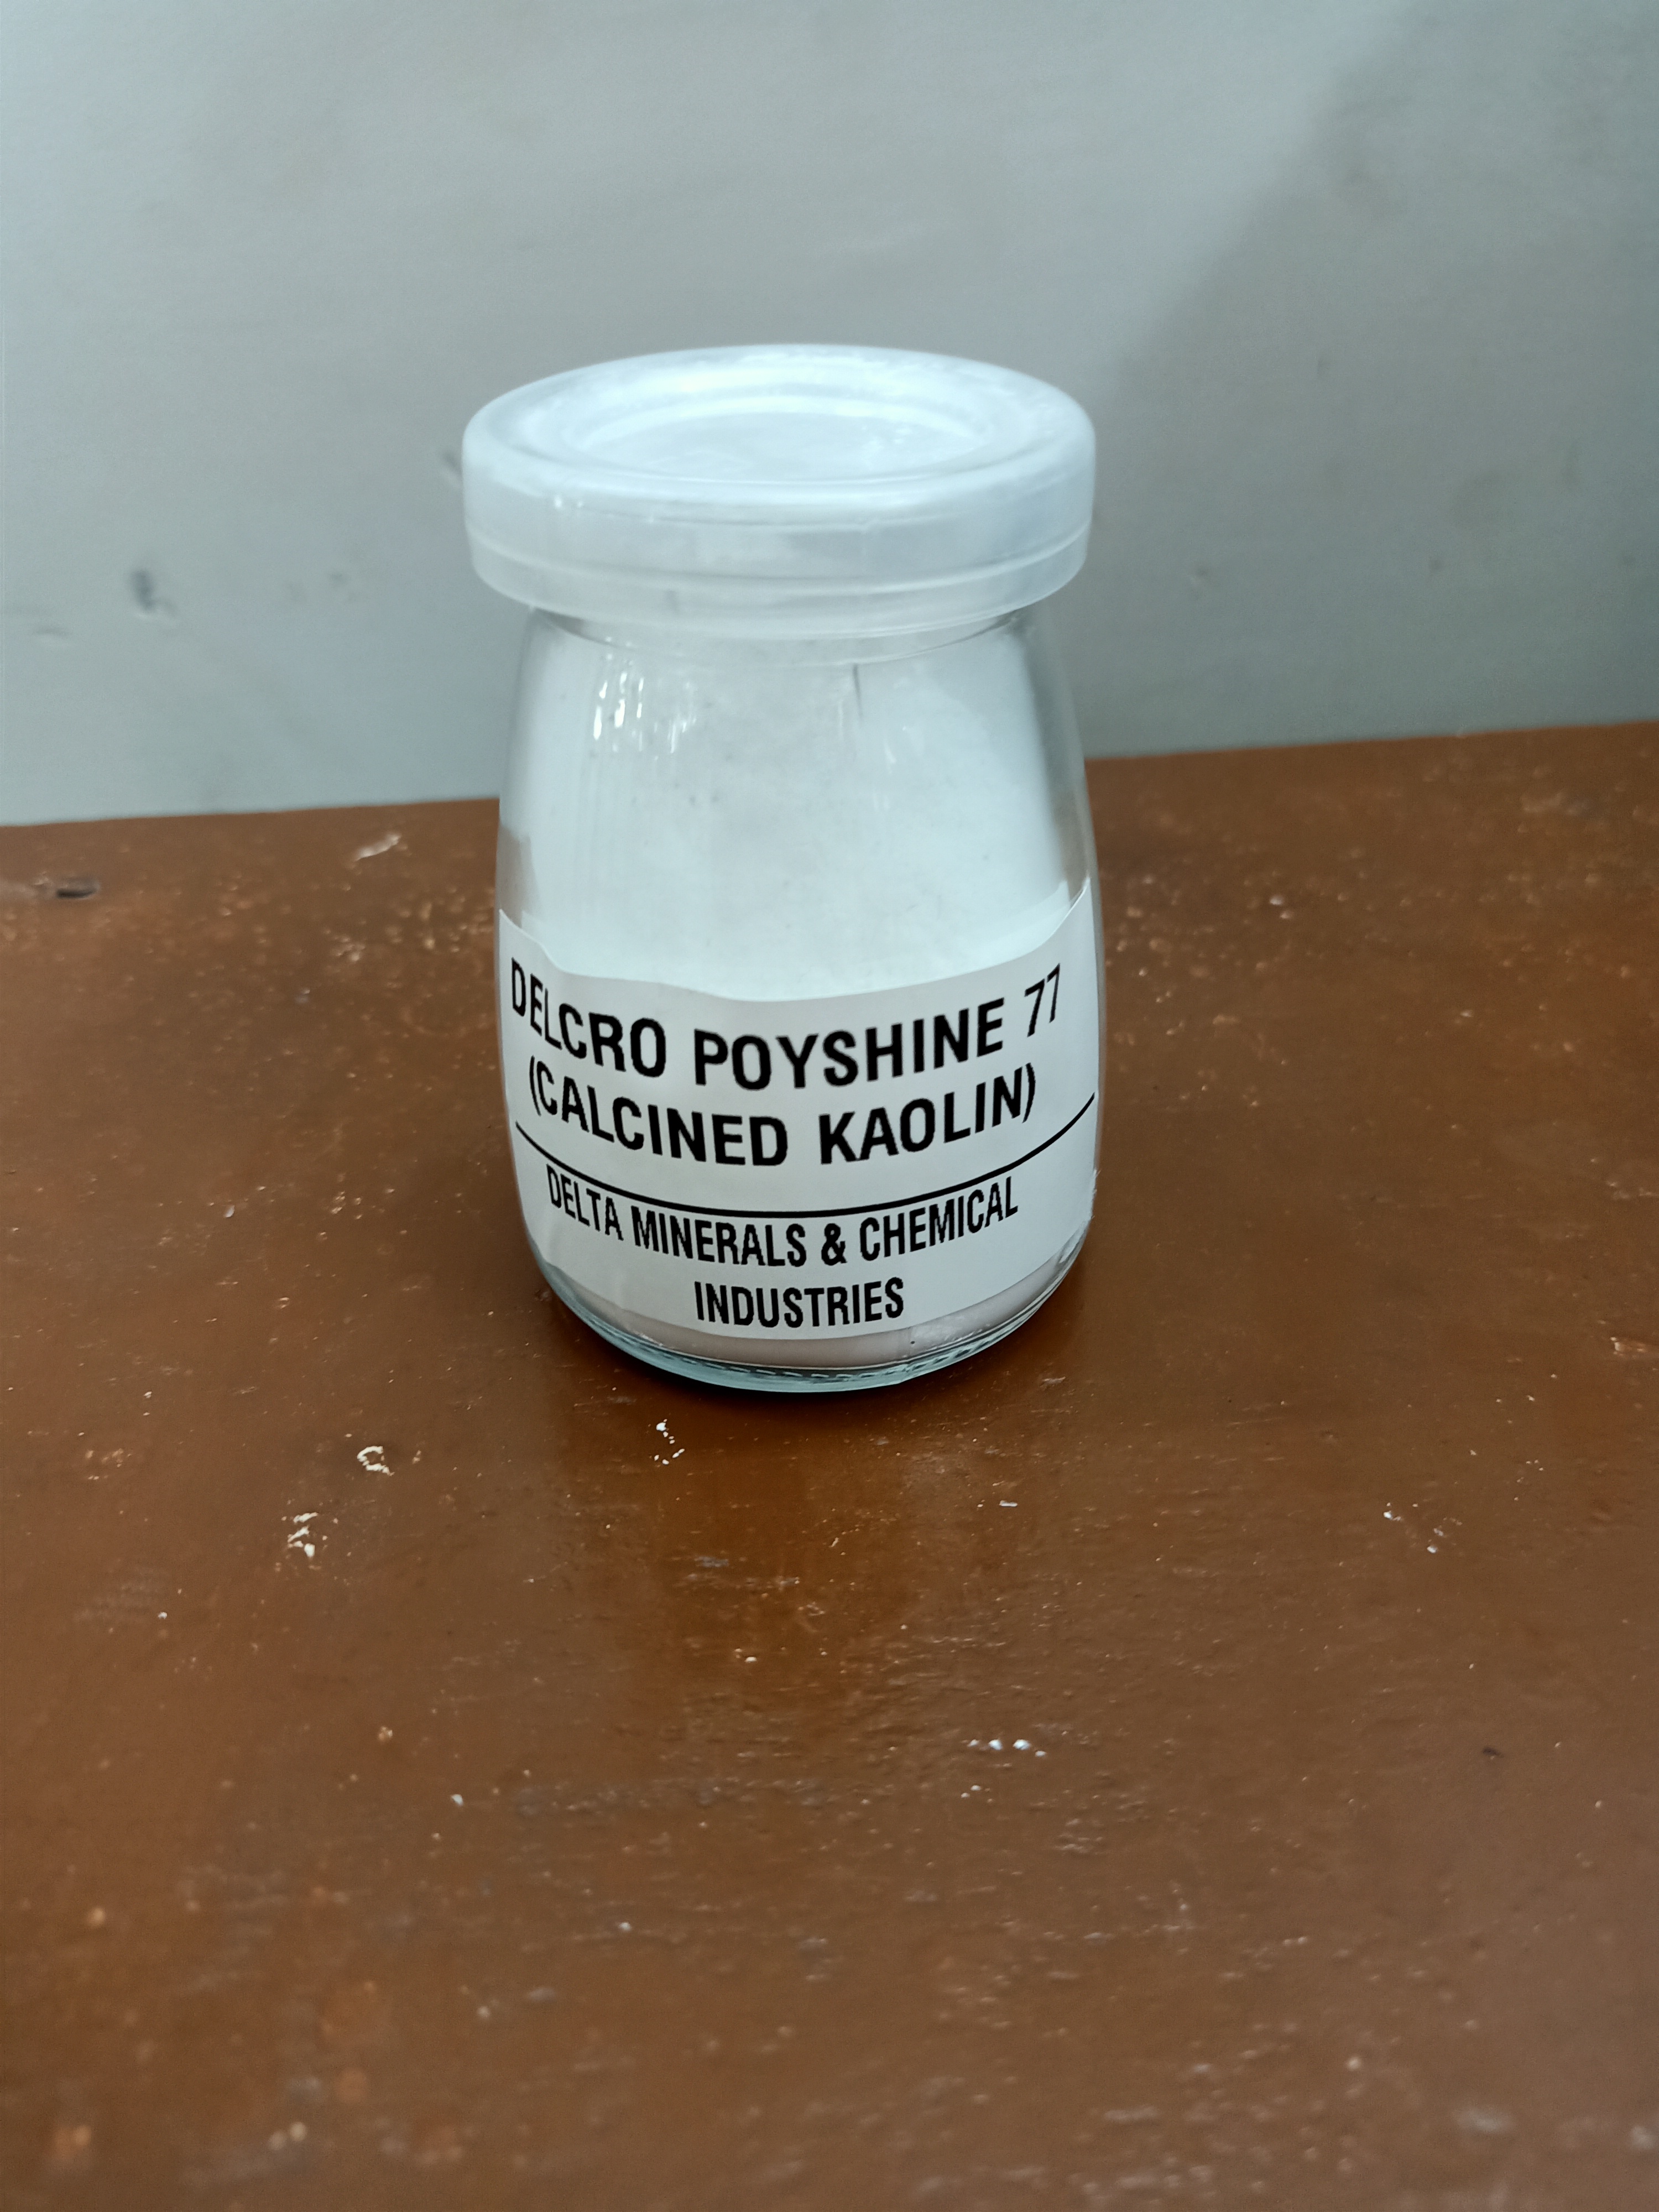 DELCRO POYSHINE 77
(CALCINED KAOLIN)
DELTA MINERALS & CHEMICAL
INDUSTRIES